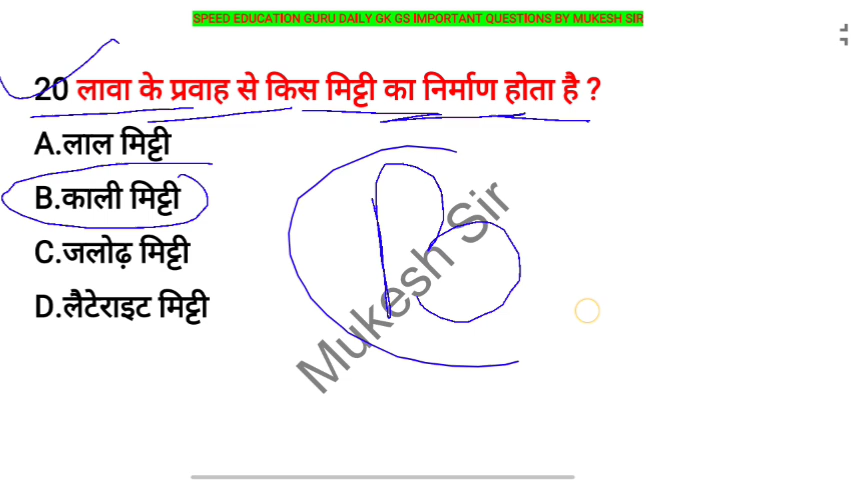 SPEED EDUCATION GURU DAILY GK GS IMPORTANT QUESTIONS BY MUKESH SIR
20 लावा के प्रवाह से किस मिट्टी का निर्माण होता है ?
A.लाल मिट्टी
B.काली मिट्टी
C.जलोढ़ मिट्टी
D.लैटेराइट मिट्टी
B
Mukesh Sir